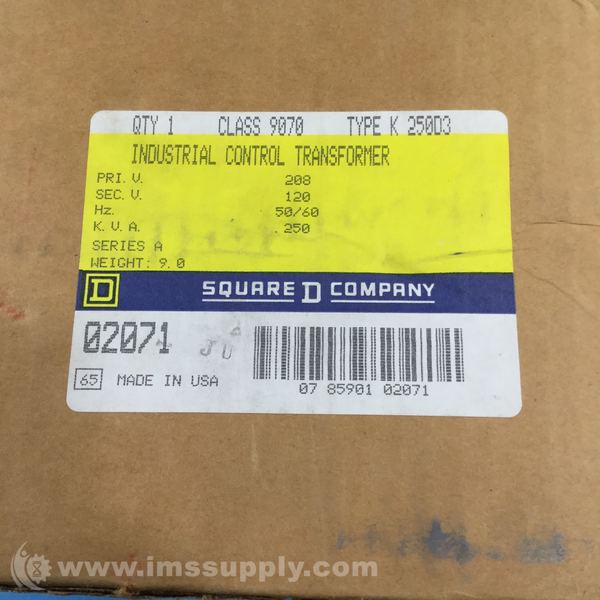 QTY 1 CLASS 9070 TYPE K 250D3
INDUSTRIAL CONTROL TRANSFORMER
PRI. V. 208
SEC. V. 120
Hz. 50/60
K.V.A. .250
SERIES A
WEIGHT: 9.0
D SQUARE D COMPANY
02071
65 MADE IN USA
07 85901 02071
www.imssupply.com